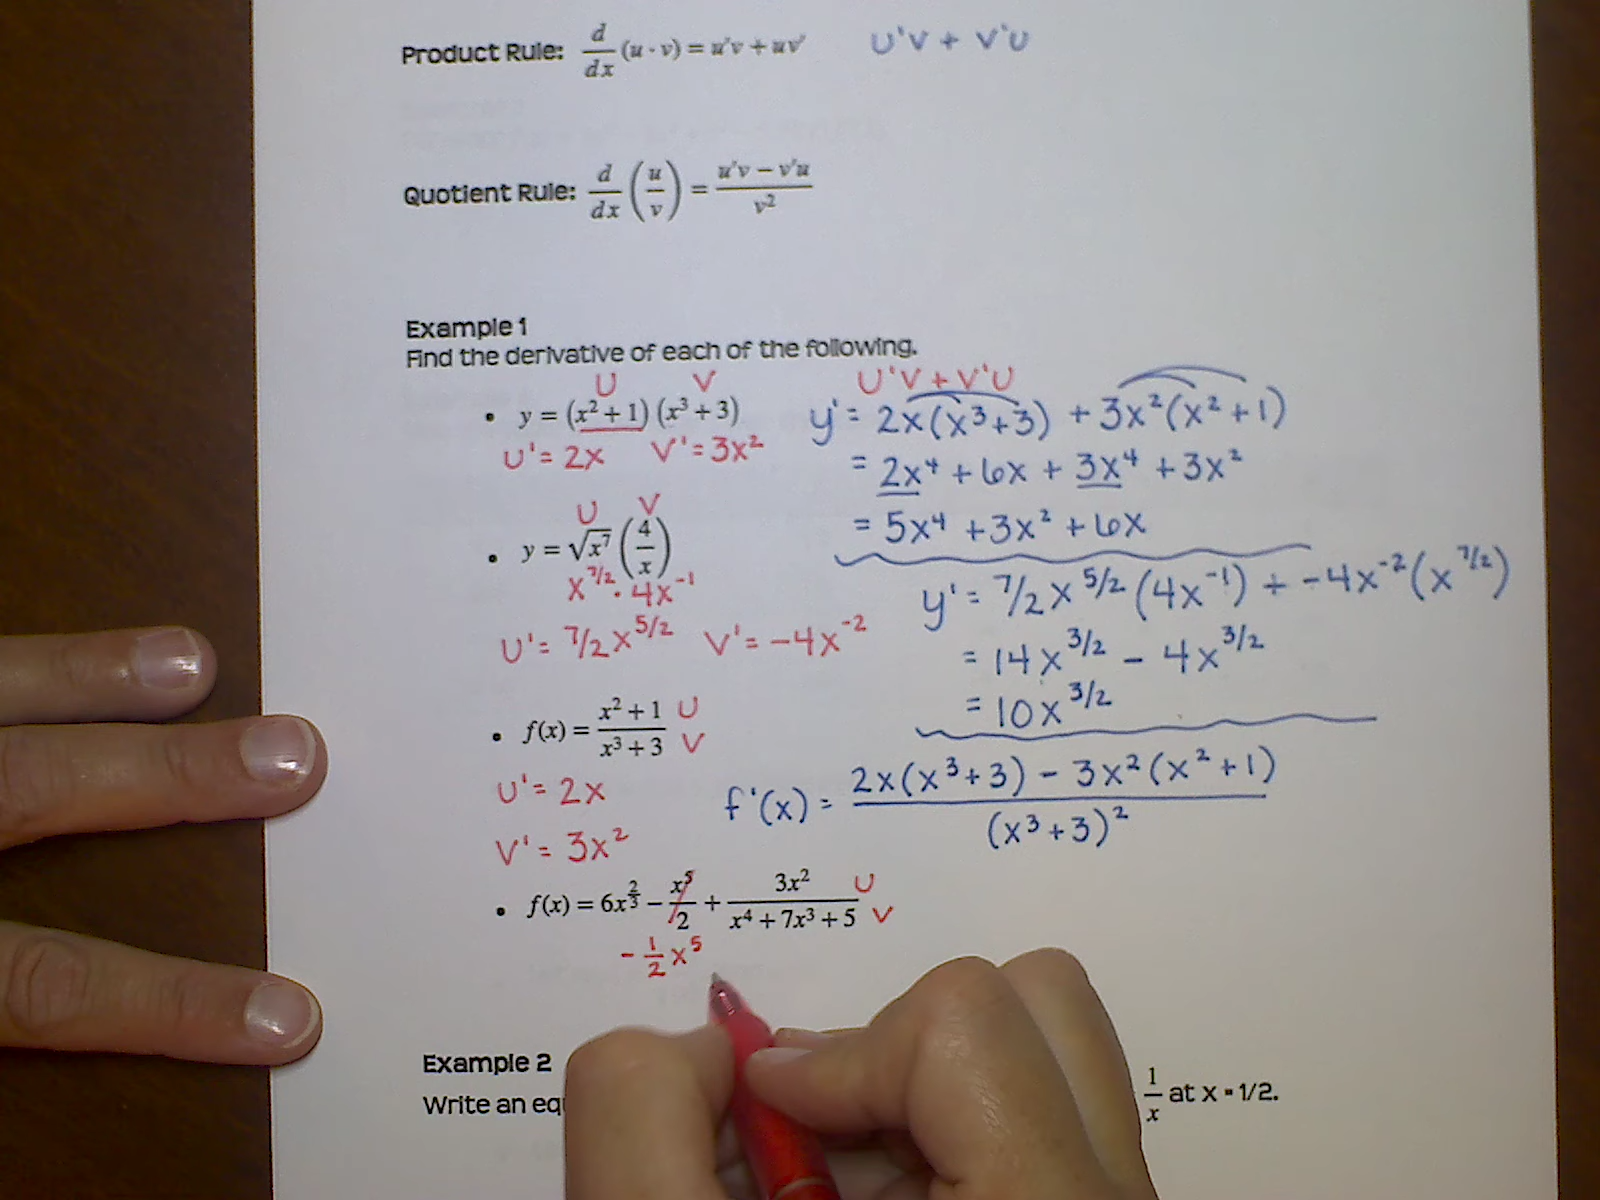 Product Rule: d/dx (u · v) = u'v + uv' U'V + V'U
Quotient Rule: d/dx (u/v) = (u'v − v'u)/v²
Example 1
Find the derivative of each of the following.
U V U'V + V'U
• y = (x² + 1) (x³ + 3) y' = 2x(x³+3) + 3x²(x²+1)
U' = 2x V' = 3x² = 2x⁴ + 6x + 3x⁴ + 3x²
U V = 5x⁴ + 3x² + 6x
• y = √x⁷ (4/x)
x^7/2 · 4x⁻¹ y' = 7/2 x^5/2 (4x⁻¹) + -4x⁻² (x^7/2)
U' = 7/2 x^5/2 V' = -4x⁻² = 14x^3/2 − 4x^3/2
= 10x^3/2
• f(x) = (x² + 1)/(x³ + 3) U V
U' = 2x f'(x) = (2x(x³+3) − 3x²(x²+1))/(x³+3)²
V' = 3x²
• f(x) = 6x^2/3 − x⁵/2 + 3x²/(x⁴ + 7x³ + 5) U V
- 1/2 x⁵
Example 2
Write an 1/x at x = 1/2.